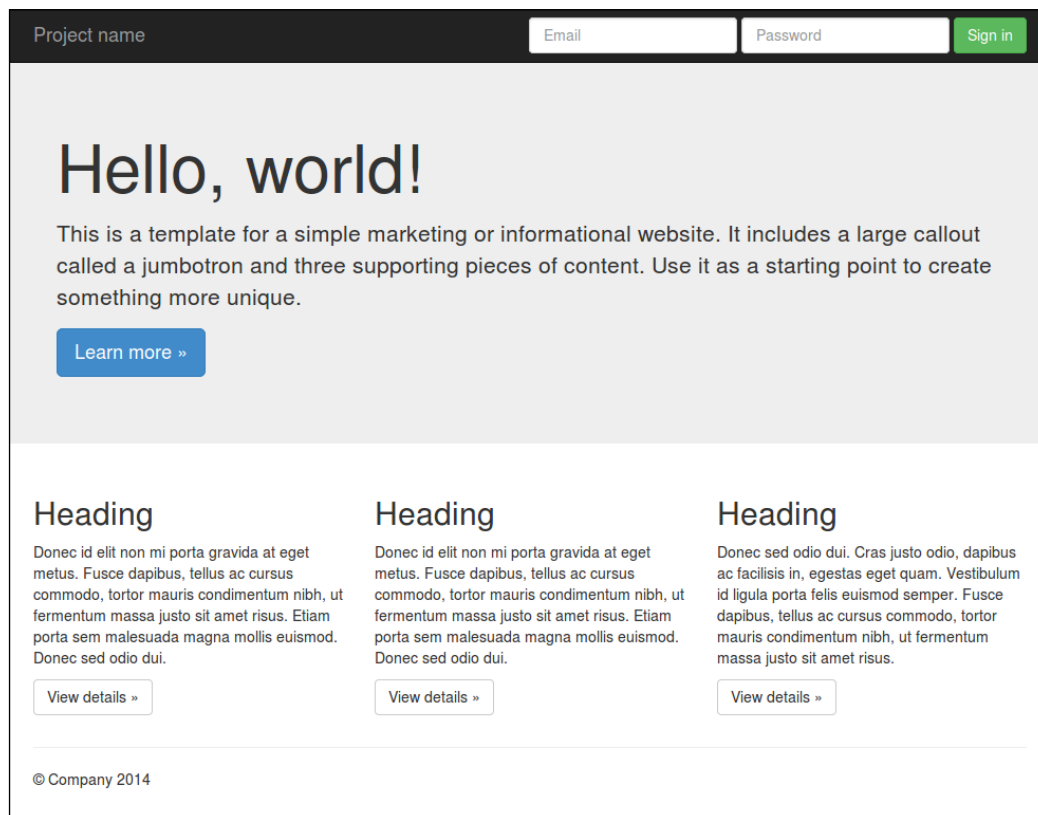 Project name
Email
Password
Sign in
Hello, world!
This is a template for a simple marketing or informational website. It includes a large callout
called a jumbotron and three supporting pieces of content. Use it as a starting point to create
something more unique.
Learn more »
Heading
Donec id elit non mi porta gravida at eget
metus. Fusce dapibus, tellus ac cursus
commodo, tortor mauris condimentum nibh, ut
fermentum massa justo sit amet risus. Etiam
porta sem malesuada magna mollis euismod.
Donec sed odio dui.
View details »
Heading
Donec id elit non mi porta gravida at eget
metus. Fusce dapibus, tellus ac cursus
commodo, tortor mauris condimentum nibh, ut
fermentum massa justo sit amet risus. Etiam
porta sem malesuada magna mollis euismod.
Donec sed odio dui.
View details »
Heading
Donec sed odio dui. Cras justo odio, dapibus
ac facilisis in, egestas eget quam. Vestibulum
id ligula porta felis euismod semper. Fusce
dapibus, tellus ac cursus commodo, tortor
mauris condimentum nibh, ut fermentum
massa justo sit amet risus.
View details »
© Company 2014